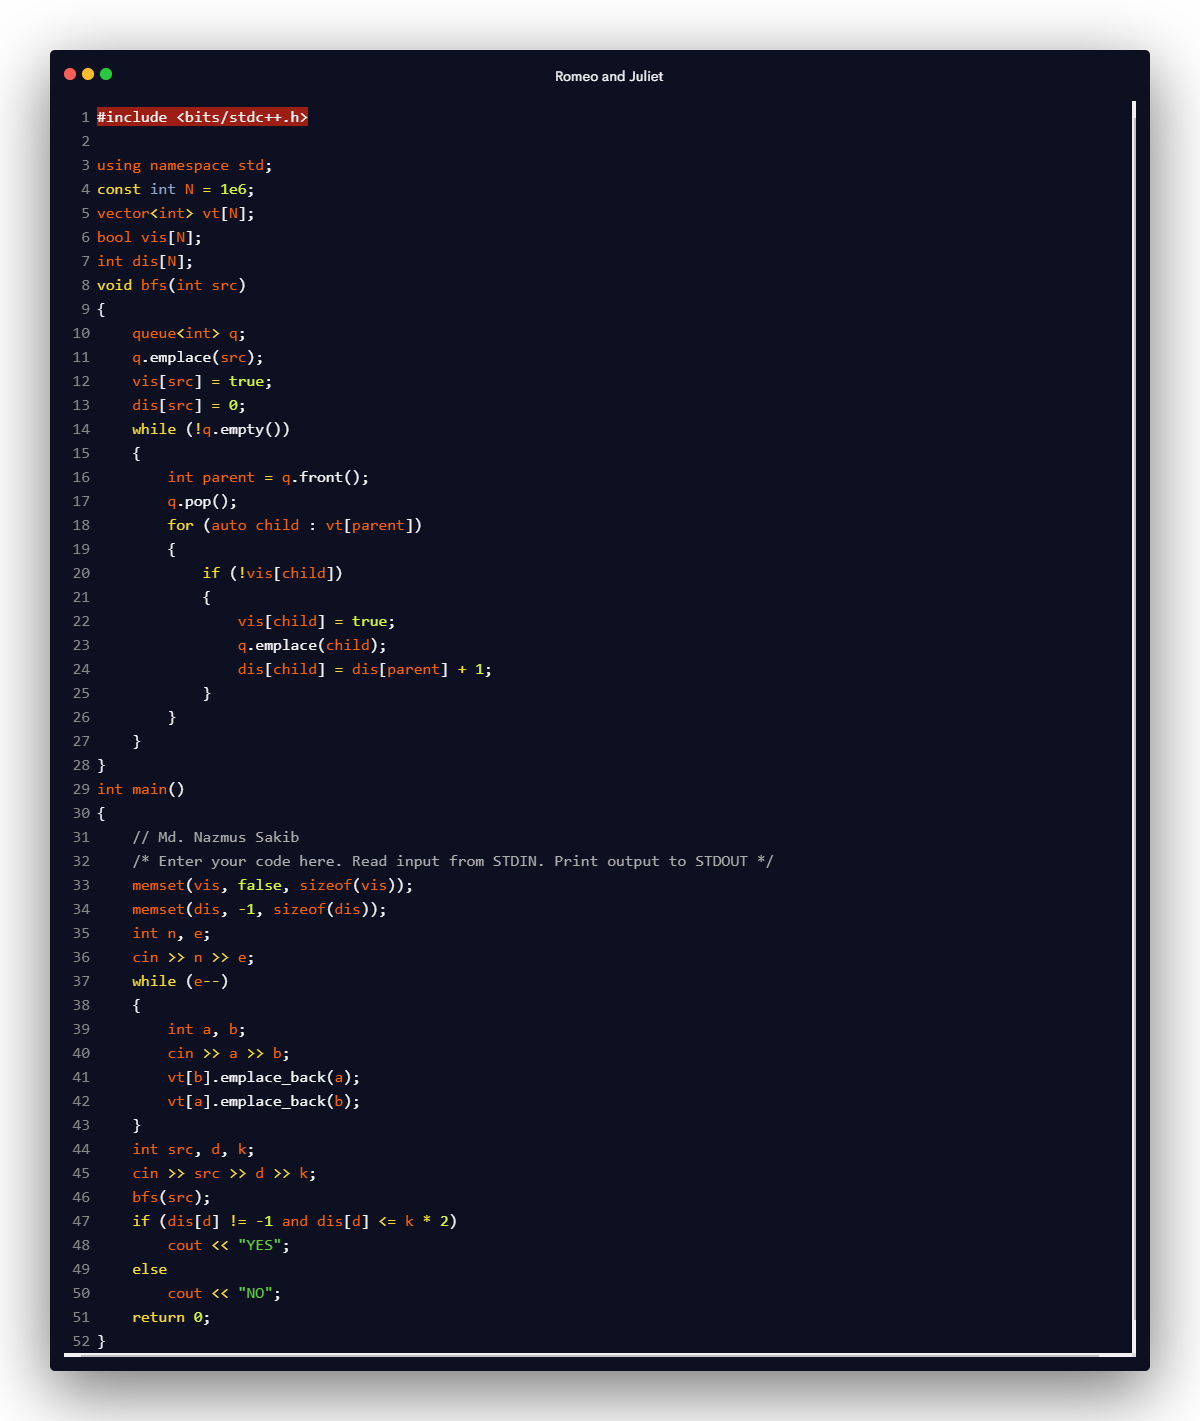 Romeo and Juliet
1 #include <bits/stdc++.h>
2
3 using namespace std;
4 const int N = 1e6;
5 vector<int> vt[N];
6 bool vis[N];
7 int dis[N];
8 void bfs(int src)
9 {
10     queue<int> q;
11     q.emplace(src);
12     vis[src] = true;
13     dis[src] = 0;
14     while (!q.empty())
15     {
16         int parent = q.front();
17         q.pop();
18         for (auto child : vt[parent])
19         {
20             if (!vis[child])
21             {
22                 vis[child] = true;
23                 q.emplace(child);
24                 dis[child] = dis[parent] + 1;
25             }
26         }
27     }
28 }
29 int main()
30 {
31     // Md. Nazmus Sakib
32     /* Enter your code here. Read input from STDIN. Print output to STDOUT */
33     memset(vis, false, sizeof(vis));
34     memset(dis, -1, sizeof(dis));
35     int n, e;
36     cin >> n >> e;
37     while (e--)
38     {
39         int a, b;
40         cin >> a >> b;
41         vt[b].emplace_back(a);
42         vt[a].emplace_back(b);
43     }
44     int src, d, k;
45     cin >> src >> d >> k;
46     bfs(src);
47     if (dis[d] != -1 and dis[d] <= k * 2)
48         cout << "YES";
49     else
50         cout << "NO";
51     return 0;
52 }